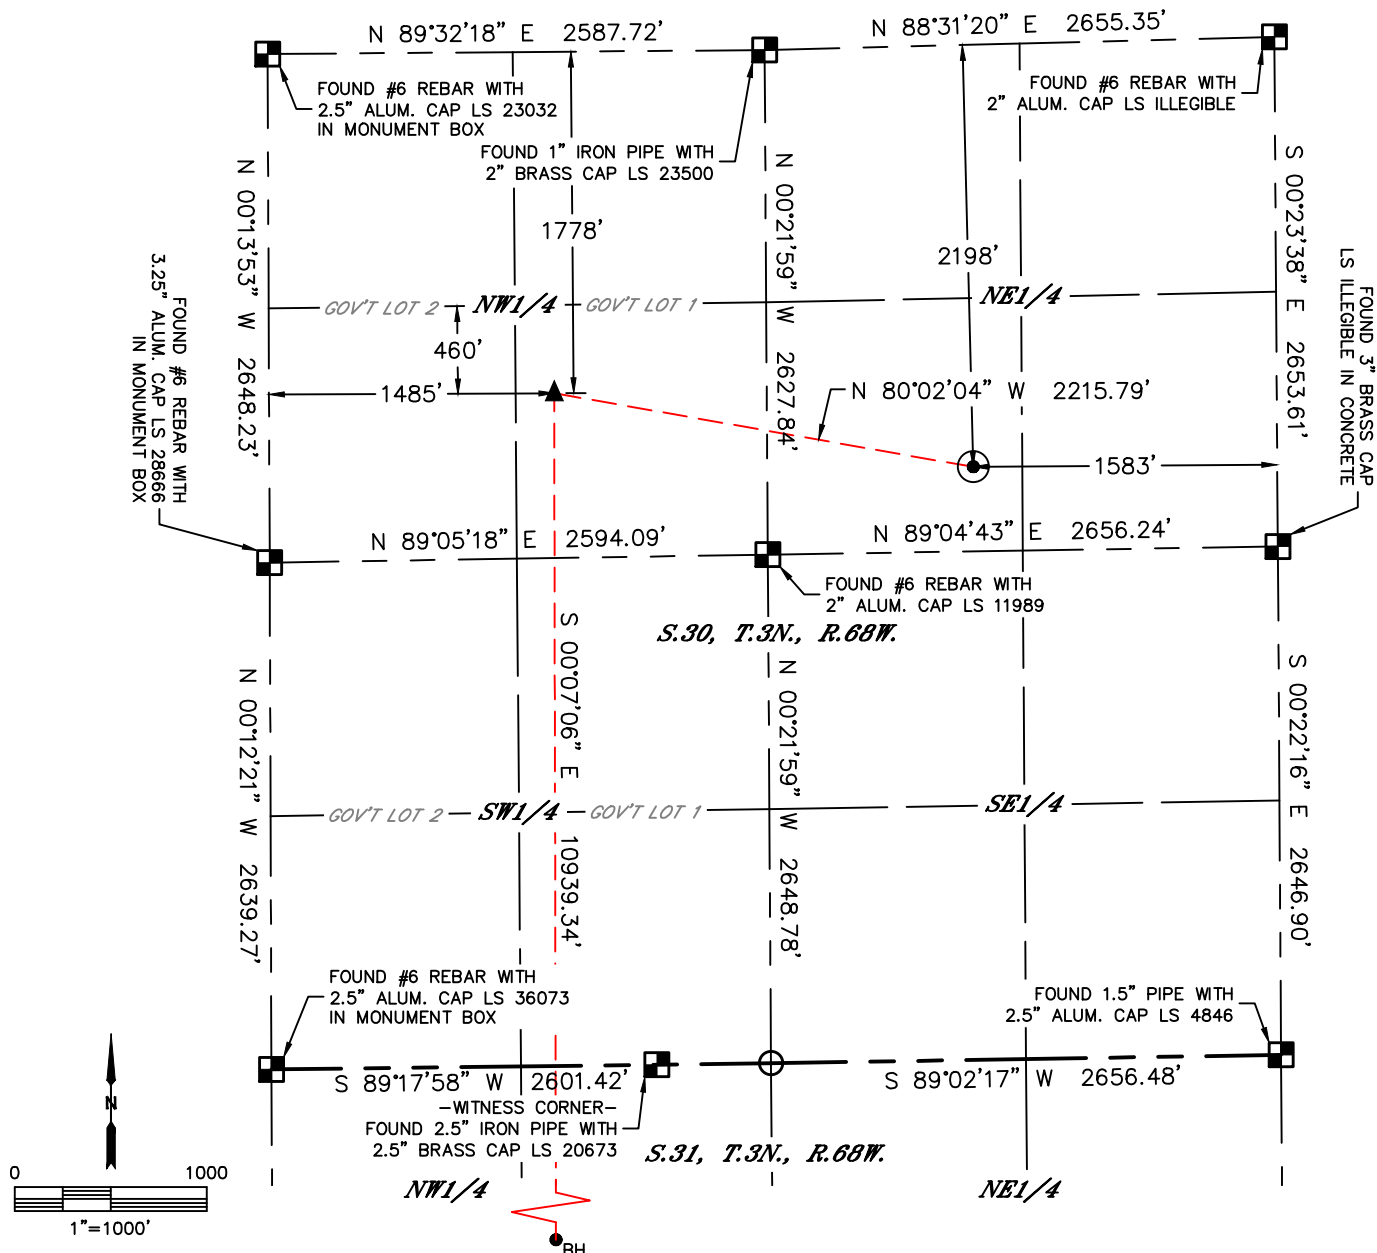 N 89°32'18" E 2587.72'
N 88°31'20" E 2655.35'
FOUND #6 REBAR WITH
2.5" ALUM. CAP LS 23032
IN MONUMENT BOX
FOUND #6 REBAR WITH
2" ALUM. CAP LS ILLEGIBLE
FOUND 1" IRON PIPE WITH
2" BRASS CAP LS 23500
N 00°13'53" W 2648.23'
N 00°21'59" W 2627.84'
S 00°23'38" E 2653.61'
1778'
2198'
FOUND #6 REBAR WITH
3.25" ALUM. CAP LS 28666
IN MONUMENT BOX
FOUND 3" BRASS CAP
LS ILLEGIBLE IN CONCRETE
GOV'T LOT 2
NW1/4
GOV'T LOT 1
NE1/4
460'
1485'
N 80°02'04" W 2215.79'
1583'
N 89°05'18" E 2594.09'
N 89°04'43" E 2656.24'
FOUND #6 REBAR WITH
2" ALUM. CAP LS 11989
S.30, T.3N., R.68W.
N 00°12'21" W 2639.27'
S 00°07'06" E 10939.34'
N 00°21'59" W 2648.78'
S 00°22'16" E 2646.90'
GOV'T LOT 2
SW1/4
GOV'T LOT 1
SE1/4
FOUND #6 REBAR WITH
2.5" ALUM. CAP LS 36073
IN MONUMENT BOX
FOUND 1.5" PIPE WITH
2.5" ALUM. CAP LS 4846
S 89°17'58" W 2601.42'
S 89°02'17" W 2656.48'
-WITNESS CORNER-
FOUND 2.5" IRON PIPE WITH
2.5" BRASS CAP LS 20673
S.31, T.3N., R.68W.
NW1/4
NE1/4
N
0 1000
1"=1000'
BH